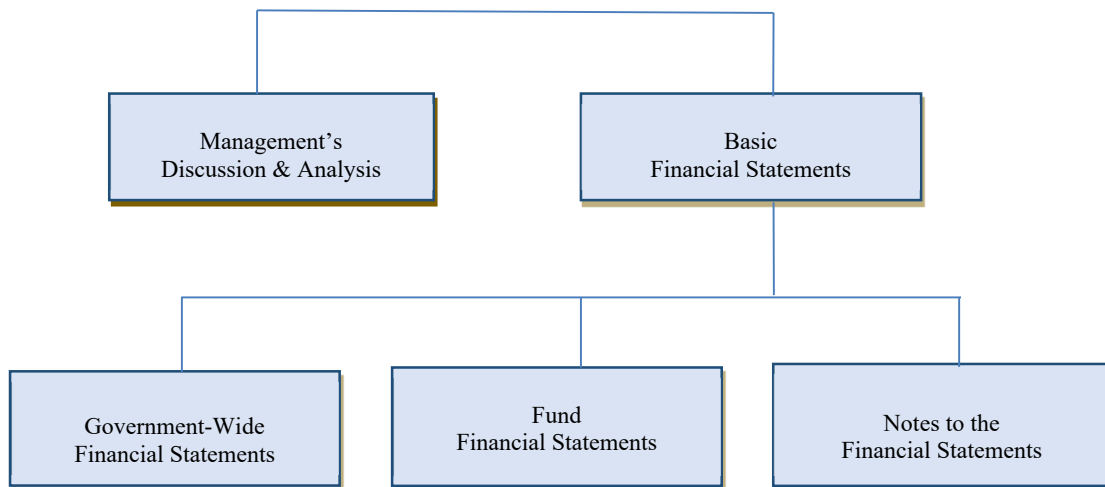 Management’s
Discussion & Analysis
Basic
Financial Statements
Government-Wide
Financial Statements
Fund
Financial Statements
Notes to the
Financial Statements